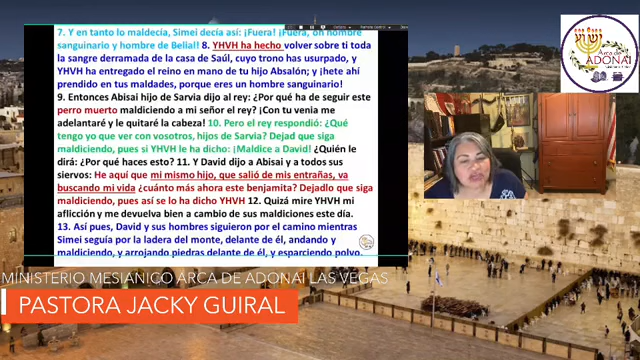 7. Y en tanto lo maldecía, Simei decía así: ¡Fuera! ¡Fuera, oh hombre
sanguinario y hombre de Belial! 8. YHVH ha hecho volver sobre ti toda
la sangre derramada de la casa de Saúl, cuyo trono has usurpado, y
YHVH ha entregado el reino en mano de tu hijo Absalón; y ¡hete ahí
prendido en tus maldades, porque eres un hombre sanguinario!
9. Entonces Abisai hijo de Sarvia dijo al rey: ¿Por qué ha de seguir este
perro muerto maldiciendo a mi señor el rey? ¡Con tu venia me
adelantaré y le quitaré la cabeza! 10. Pero el rey respondió: ¿Qué
tengo yo que ver con vosotros, hijos de Sarvia? Dejad que siga
maldiciendo, pues si YHVH le ha dicho: ¡Maldice a David! ¿Quién le
dirá: ¿Por qué haces esto? 11. Y David dijo a Abisai y a todos sus
siervos: He aquí que mi mismo hijo, que salió de mis entrañas, va
buscando mi vida ¿cuánto más ahora este benjamita? Dejadlo que siga
maldiciendo, pues así se lo ha dicho YHVH 12. Quizá mire YHVH mi
aflicción y me devuelva bien a cambio de sus maldiciones este día.
13. Así pues, David y sus hombres siguieron por el camino mientras
Simei seguía por la ladera del monte, delante de él, andando y
maldiciendo, y arrojando piedras delante de él, y esparciendo polvo.
ישוע
Arca de
ADONAI
MINISTERIO MESIANICO ARCA DE ADONAI LAS VEGAS
PASTORA JACKY GUIRAL